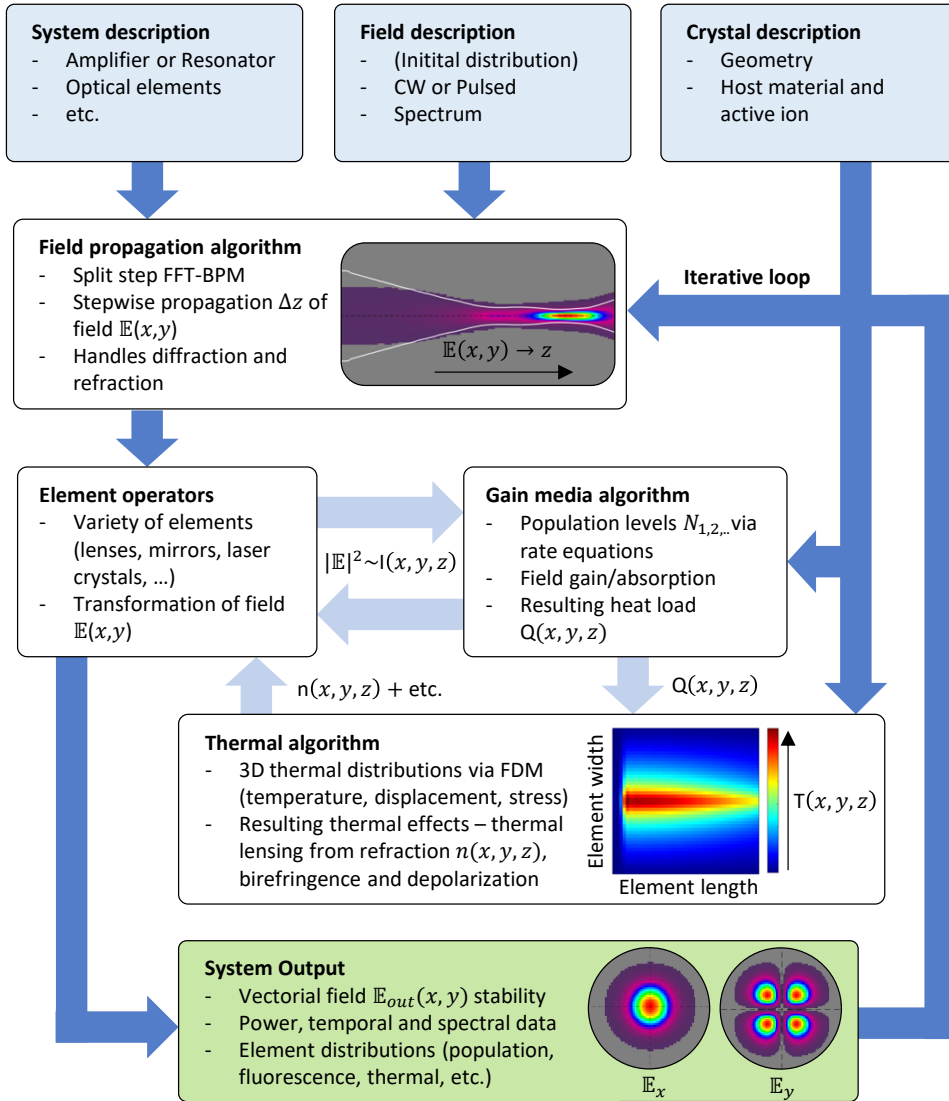 System description
- Amplifier or Resonator
- Optical elements
- etc.
Field description
- (Initital distribution)
- CW or Pulsed
- Spectrum
Crystal description
- Geometry
- Host material and
active ion
Field propagation algorithm
- Split step FFT-BPM
- Stepwise propagation Δz of
field 𝔼(x,y)
- Handles diffraction and
refraction
𝔼(x, y) → z
Iterative loop
Element operators
- Variety of elements
(lenses, mirrors, laser
crystals, ...)
- Transformation of field
𝔼(x,y)
|𝔼|²~I(x, y, z)
Gain media algorithm
- Population levels N₁,₂,.. via
rate equations
- Field gain/absorption
- Resulting heat load
Q(x, y, z)
n(x, y, z) + etc.
Q(x, y, z)
Thermal algorithm
- 3D thermal distributions via FDM
(temperature, displacement, stress)
- Resulting thermal effects – thermal
lensing from refraction n(x, y, z),
birefringence and depolarization
Element width
Element length
T(x, y, z)
System Output
- Vectorial field 𝔼out(x, y) stability
- Power, temporal and spectral data
- Element distributions (population,
fluorescence, thermal, etc.)
𝔼x
𝔼y